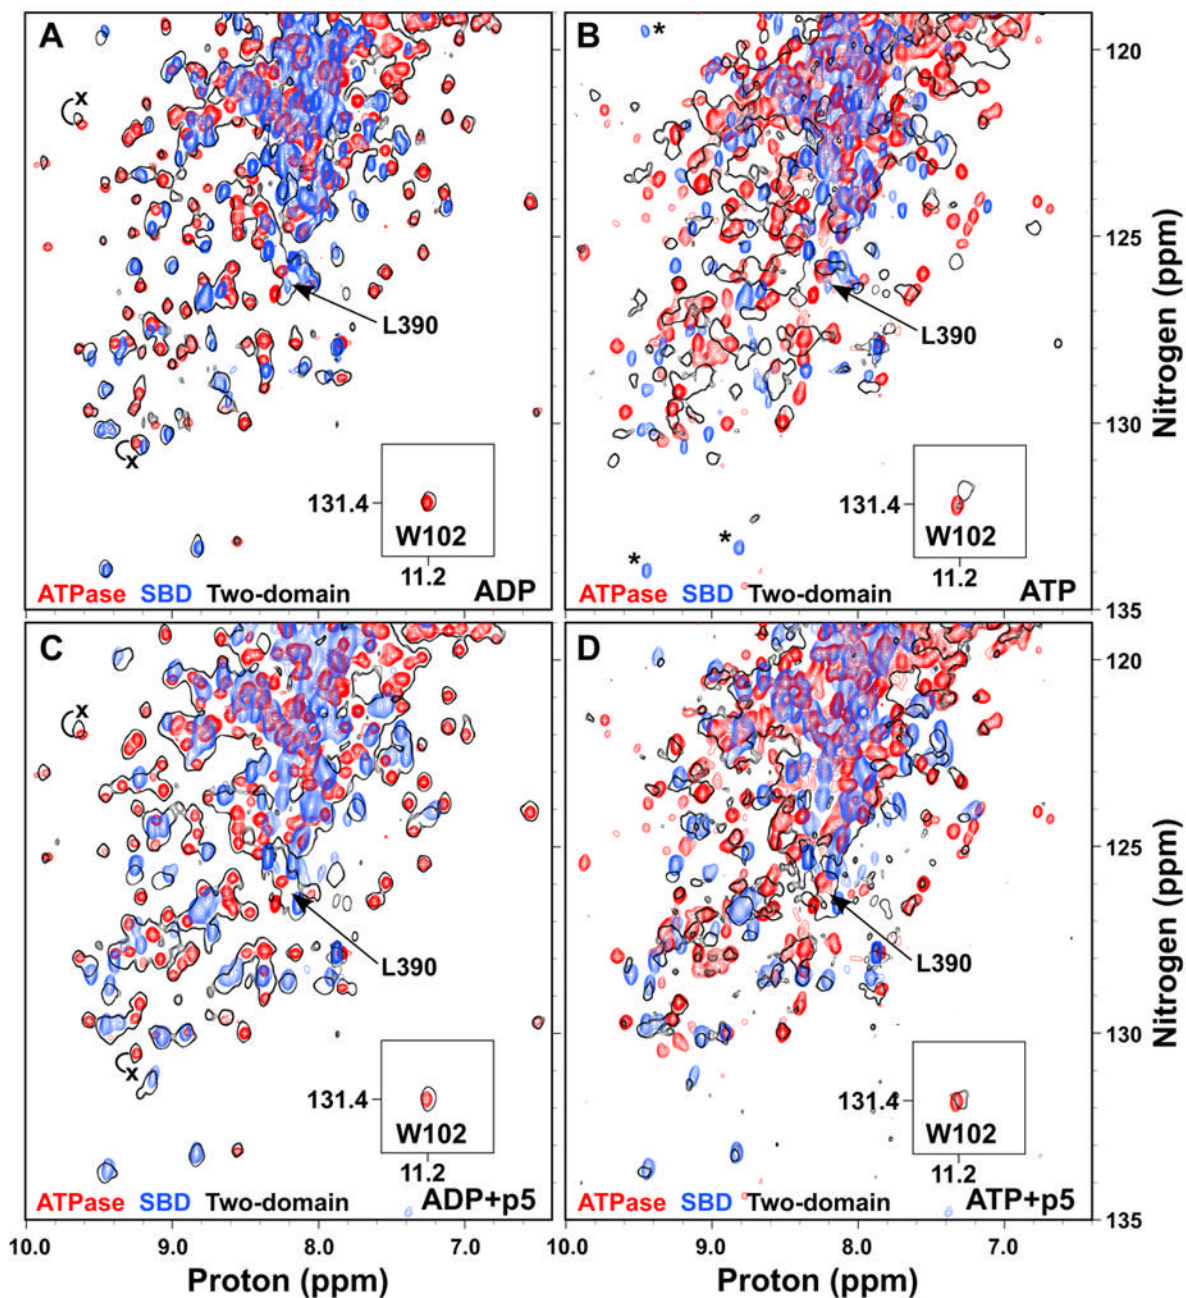 A
x
L390
x
131.4
W102
11.2
ATPase SBD Two-domain ADP
B
*
120
125
L390
130
131.4
W102
*
*
11.2
ATPase SBD Two-domain ATP
135
Nitrogen (ppm)
C
x
L390
x
131.4
W102
11.2
ATPase SBD Two-domain ADP+p5
10.0 9.0 8.0 7.0
Proton (ppm)
D
120
125
L390
130
131.4
W102
11.2
ATPase SBD Two-domain ATP+p5
135
10.0 9.0 8.0 7.0
Proton (ppm)
Nitrogen (ppm)